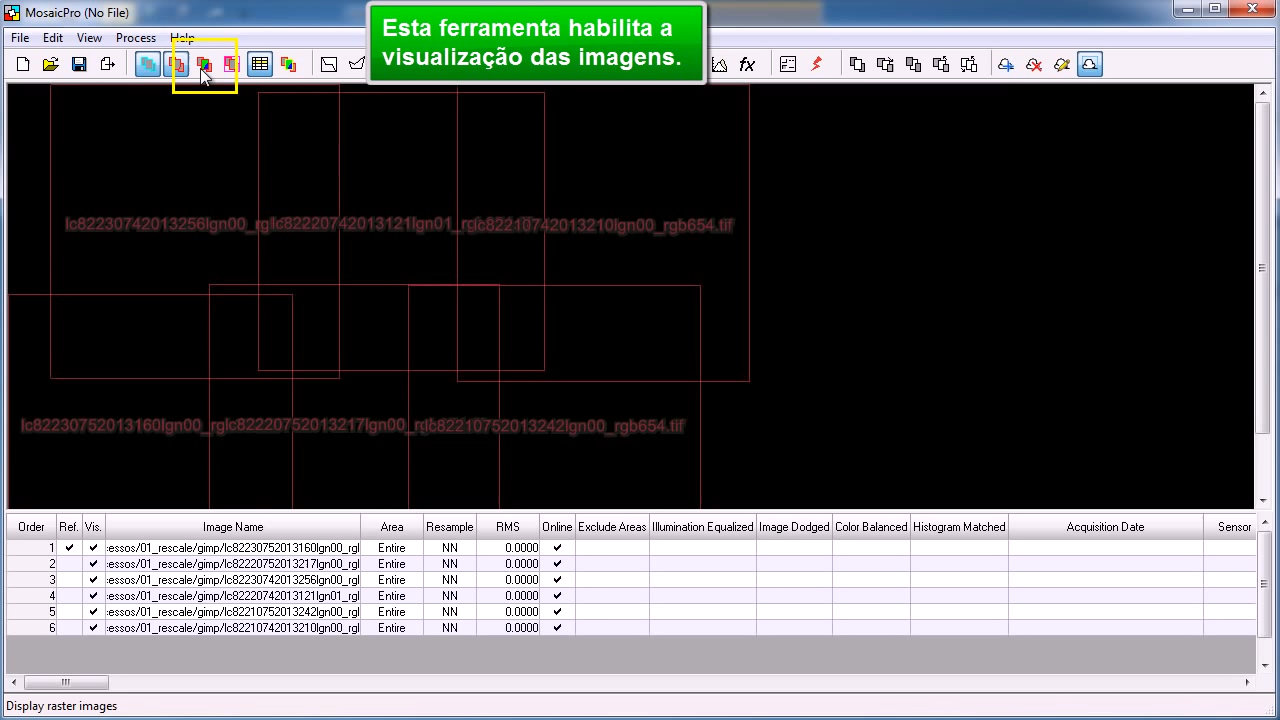 MosaicPro (No File)
File Edit View Process Help
Esta ferramenta habilita a
visualização das imagens.
fx
lc82230742013256lgn00_rgl lc82220742013121lgn01_rg lc82210742013210lgn00_rgb654.tif
lc82230752013160lgn00_rg lc82220752013217lgn00_r lc82210752013242lgn00_rgb654.tif
Order Ref. Vis. Image Name Area Resample RMS Online Exclude Areas Illumination Equalized Image Dodged Color Balanced Histogram Matched Acquisition Date Sensor
1 essos/01_rescale/gimp/lc82230752013160lgn00_rgl Entire NN 0.0000
2 essos/01_rescale/gimp/lc82220752013217lgn00_rgl Entire NN 0.0000
3 essos/01_rescale/gimp/lc82230742013256lgn00_rgl Entire NN 0.0000
4 essos/01_rescale/gimp/lc82220742013121lgn01_rgl Entire NN 0.0000
5 essos/01_rescale/gimp/lc82210752013242lgn00_rgl Entire NN 0.0000
6 essos/01_rescale/gimp/lc82210742013210lgn00_rgl Entire NN 0.0000
Display raster images